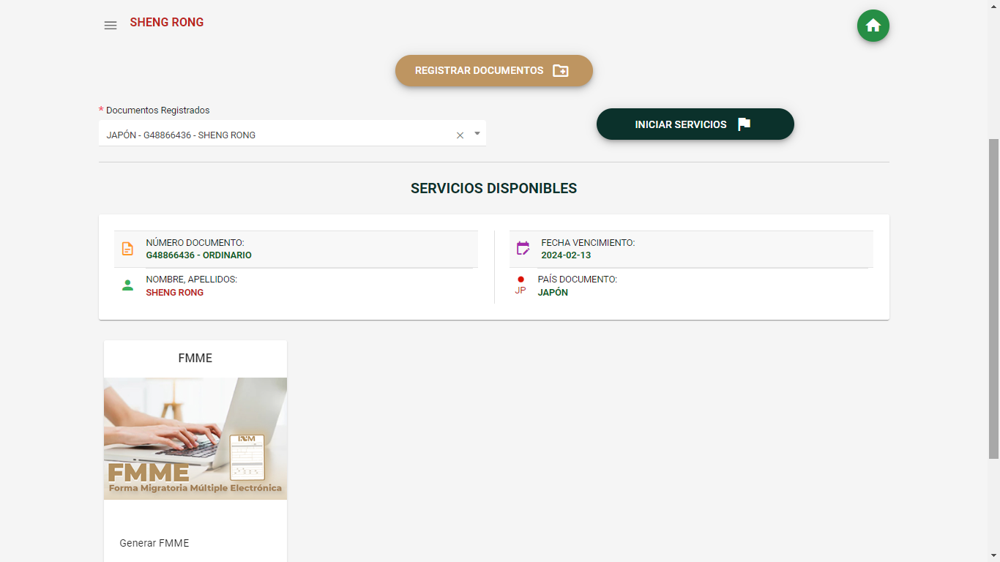 SHENG RONG
REGISTRAR DOCUMENTOS
* Documentos Registrados
JAPÓN - G48866436 - SHENG RONG
INICIAR SERVICIOS
SERVICIOS DISPONIBLES
NÚMERO DOCUMENTO:
G48866436 - ORDINARIO
FECHA VENCIMIENTO:
2024-02-13
NOMBRE, APELLIDOS:
SHENG RONG
JP
PAÍS DOCUMENTO:
JAPÓN
FMME
INM
FMME
Forma Migratoria Múltiple Electrónica
Generar FMME